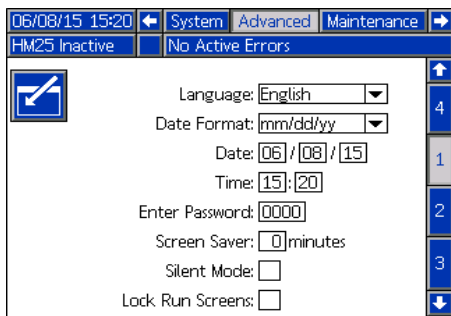 06/08/15 15:20 System Advanced Maintenance
HM25 Inactive No Active Errors
Language: English
Date Format: mm/dd/yy
Date: 06 / 08 / 15
Time: 15 : 20
Enter Password: 0000
Screen Saver: 0 minutes
Silent Mode:
Lock Run Screens:
4
1
2
3